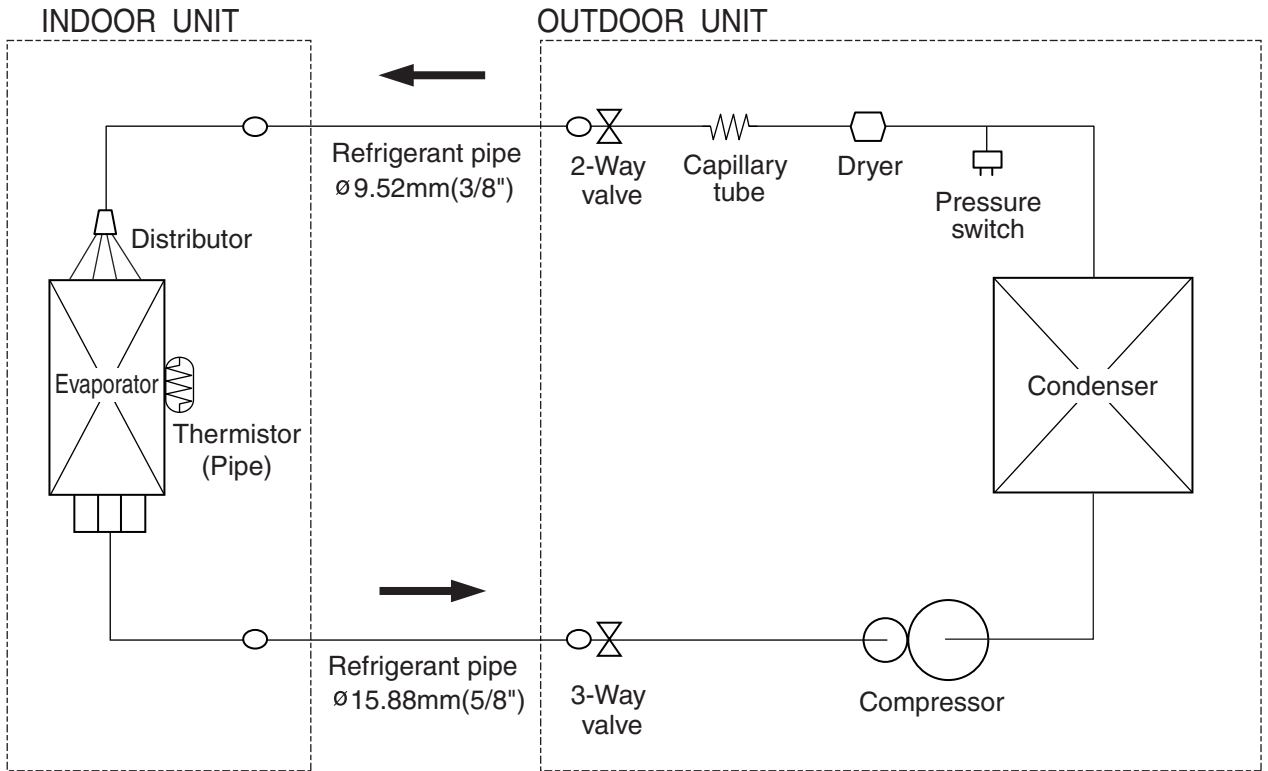 INDOOR UNIT
OUTDOOR UNIT
Refrigerant pipe
ø9.52mm(3/8")
2-Way
valve
Capillary
tube
Dryer
Pressure
switch
Distributor
Evaporator
Thermistor
(Pipe)
Condenser
Refrigerant pipe
ø15.88mm(5/8")
3-Way
valve
Compressor